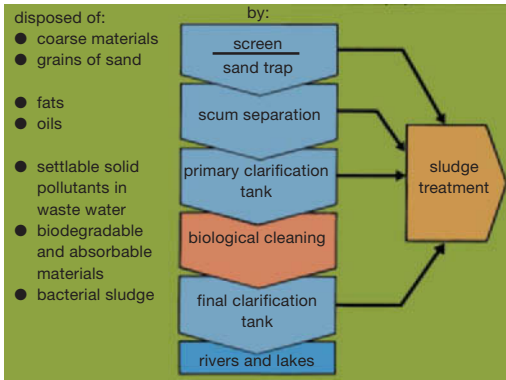 disposed of:
● coarse materials
● grains of sand
● fats
● oils
● settlable solid
pollutants in
waste water
● biodegradable
and absorbable
materials
● bacterial sludge
by:
screen
sand trap
scum separation
primary clarification
tank
biological cleaning
final clarification
tank
rivers and lakes
sludge
treatment